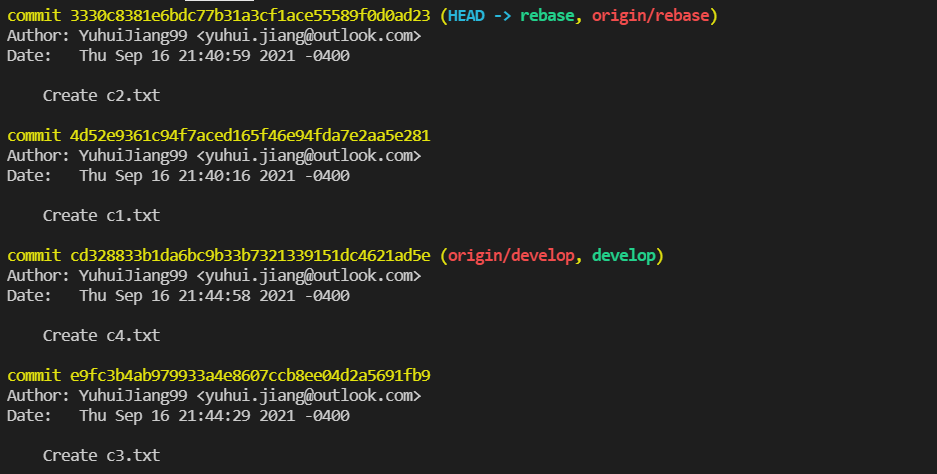 commit 3330c8381e6bdc77b31a3cf1ace55589f0d0ad23 (HEAD -> rebase, origin/rebase)
Author: YuhuiJiang99 <yuhui.jiang@outlook.com>
Date:   Thu Sep 16 21:40:59 2021 -0400
    Create c2.txt
commit 4d52e9361c94f7aced165f46e94fda7e2aa5e281
Author: YuhuiJiang99 <yuhui.jiang@outlook.com>
Date:   Thu Sep 16 21:40:16 2021 -0400
    Create c1.txt
commit cd328833b1da6bc9b33b7321339151dc4621ad5e (origin/develop, develop)
Author: YuhuiJiang99 <yuhui.jiang@outlook.com>
Date:   Thu Sep 16 21:44:58 2021 -0400
    Create c4.txt
commit e9fc3b4ab979933a4e8607ccb8ee04d2a5691fb9
Author: YuhuiJiang99 <yuhui.jiang@outlook.com>
Date:   Thu Sep 16 21:44:29 2021 -0400
    Create c3.txt